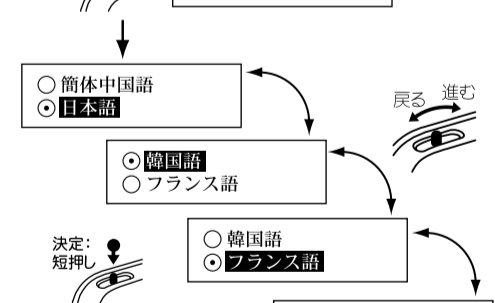 簡体中国語
日本語
戻る 進む
韓国語
フランス語
韓国語
フランス語
決定：
短押し